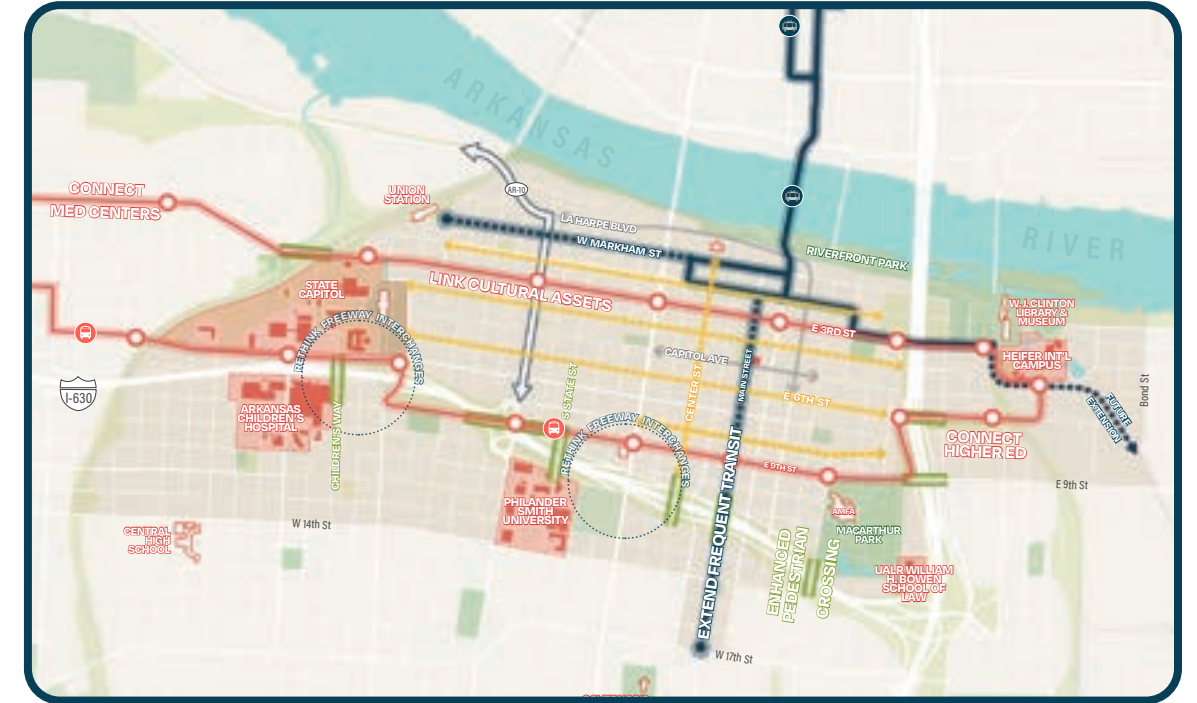 ARKANSAS
RIVER
CONNECT
MED CENTERS
UNION
STATION
AR-10
LA HARPE BLVD
W MARKHAM ST
RIVERFRONT PARK
STATE
CAPITOL
LINK CULTURAL ASSETS
E 3RD ST
W.J. CLINTON
LIBRARY &
MUSEUM
HEIFER INT'L
CAMPUS
RETHINK FREEWAY INTERCHANGES
CAPITOL AVE
MAIN STREET
CENTER ST
E 6TH ST
S STATE ST
I-630
ARKANSAS
CHILDREN'S
HOSPITAL
CHILDREN'S WAY
RETHINK FREEWAY INTERCHANGES
E 9TH ST
CONNECT
HIGHER ED
FUTURE
EXTENSION
Bond St
E 9th St
PHILANDER
SMITH
UNIVERSITY
EXTEND FREQUENT TRANSIT
AMFA
MACARTHUR
PARK
W 14th St
CENTRAL
HIGH
SCHOOL
ENHANCED
PEDESTRIAN
CROSSING
UALR WILLIAM
H. BOWEN
SCHOOL OF
LAW
W 17th St